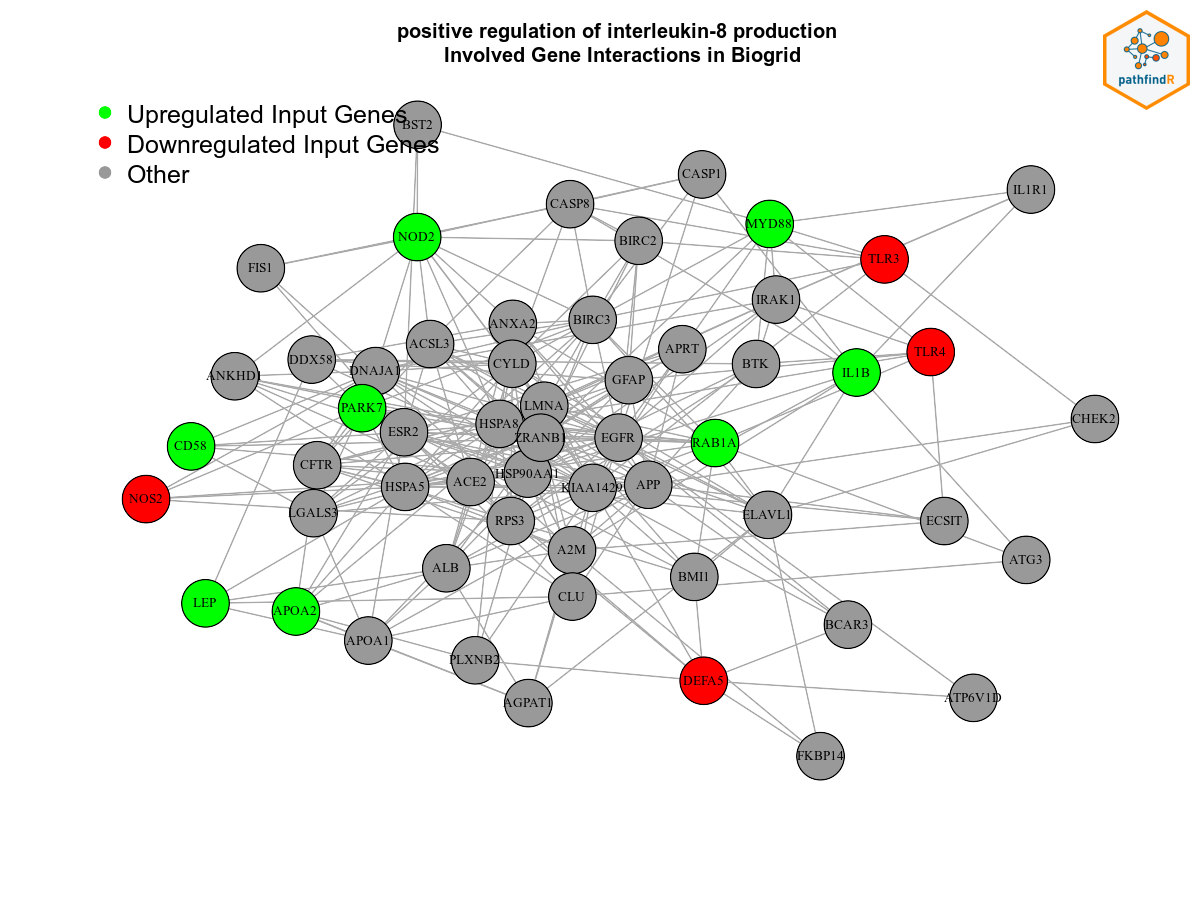 positive regulation of interleukin-8 production
Involved Gene Interactions in Biogrid
pathfindR
Upregulated Input Genes
Downregulated Input Genes
Other
BST2
CASP1
IL1R1
CASP8
MYD88
NOD2
BIRC2
TLR3
FIS1
IRAK1
ANXA2
BIRC3
ACSL3
APRT
TLR4
DDX58
DNAJA1
CYLD
BTK
IL1B
ANKHD1
GFAP
PARK7
LMNA
CHEK2
HSPA8
ESR2
ZRANB1
EGFR
RAB1A
CD58
CFTR
HSP90AA1
ACE2
HSPA5
KIAA1429
APP
NOS2
LGALS3
RPS3
ELAVL1
ECSIT
A2M
ATG3
ALB
BMI1
CLU
LEP
APOA2
BCAR3
APOA1
PLXNB2
DEFA5
AGPAT1
ATP6V1D
FKBP14